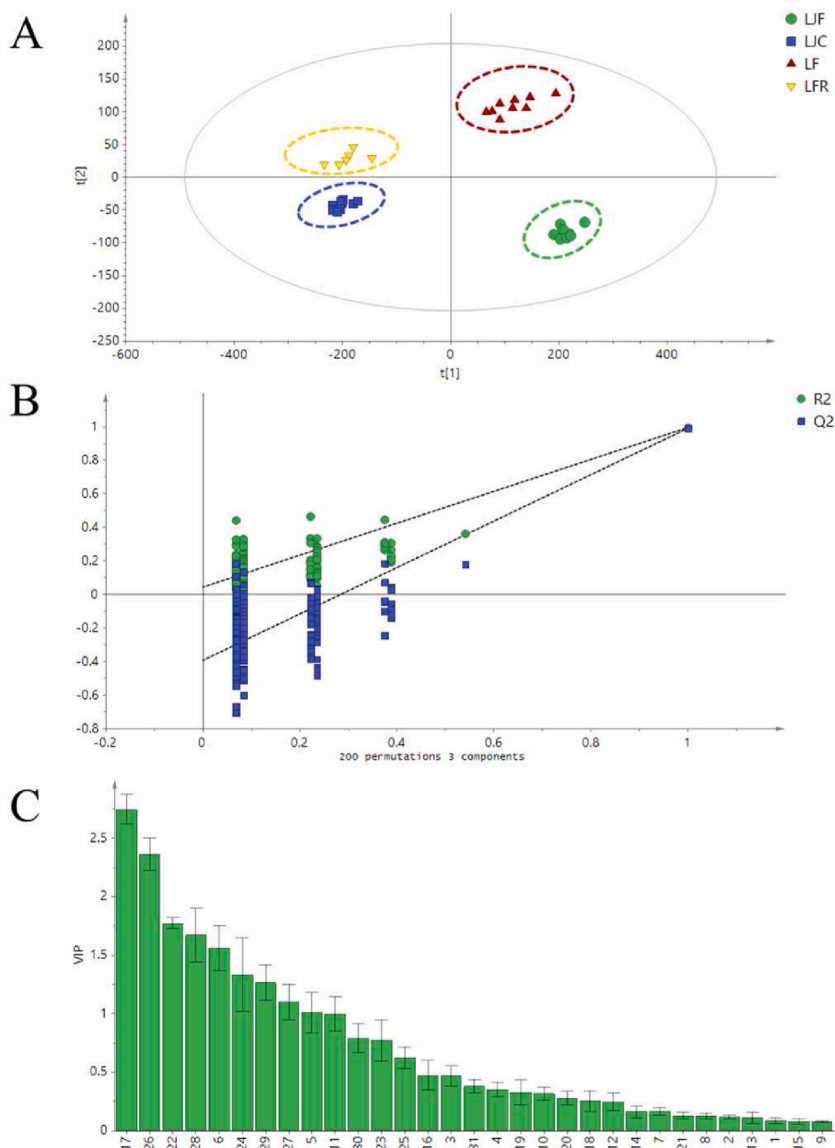 A
200
150
100
50
0
-50
-100
-150
-200
-250
t[2]
-600
-400
-200
0
200
400
t[1]
LJF
LJC
LF
LFR
B
1
0.8
0.6
0.4
0.2
0
-0.2
-0.4
-0.6
-0.8
-0.2
0
0.2
0.4
0.6
0.8
1
200 permutations 3 components
R2
Q2
C
2.5
2
1.5
1
0.5
0
VIP
17 26 22 28 6 24 29 27 5 11 30 23 25 16 3 31 4 19 10 20 18 12 14 7 21 8 2 13 1 15 9